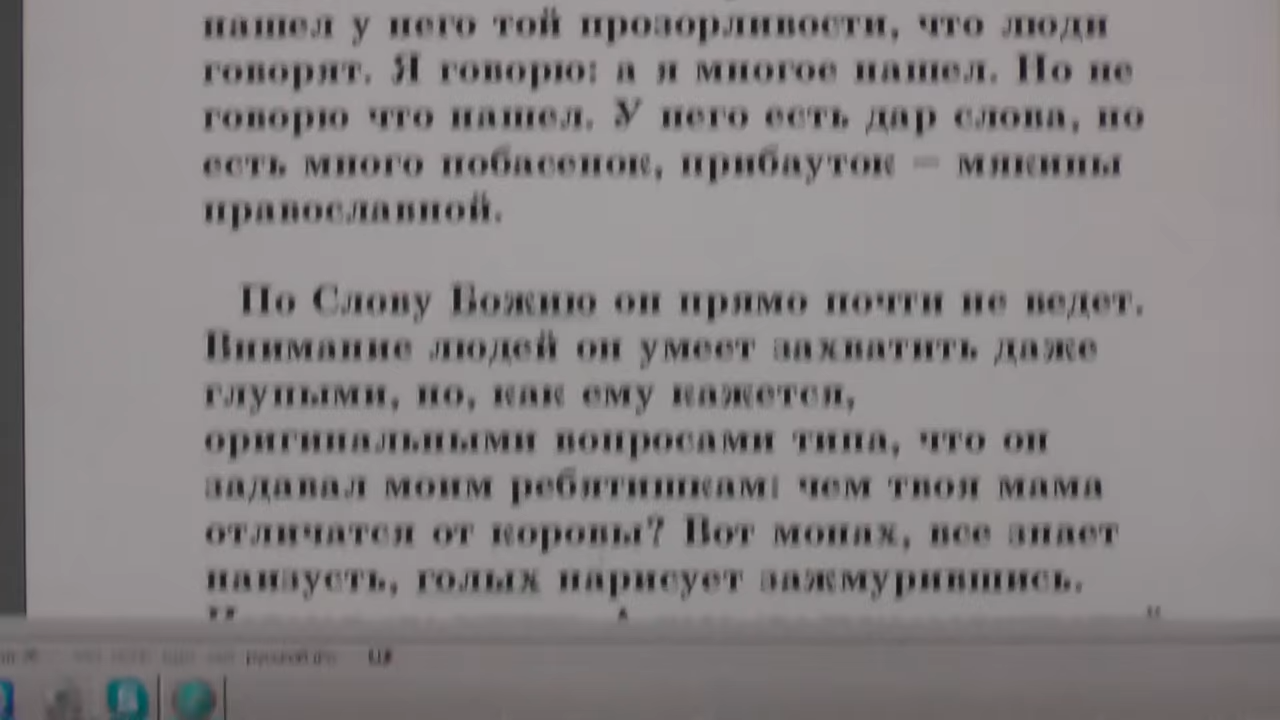 нашел у него той прозорливости, что люди
говорят. Я говорю: а я многое нашел. Но не
говорю что нашел. У него есть дар слова, но
есть много побасенок, прибауток – мякины
православной.
По Слову Божию он прямо почти не ведет.
Внимание людей он умеет захватить даже
глупыми, но, как ему кажется,
оригинальными вопросами типа, что он
задавал моим ребятишкам: чем твоя мама
отличатся от коровы? Вот монах, все знает
наизусть, голых нарисует зажмурившись.
русский